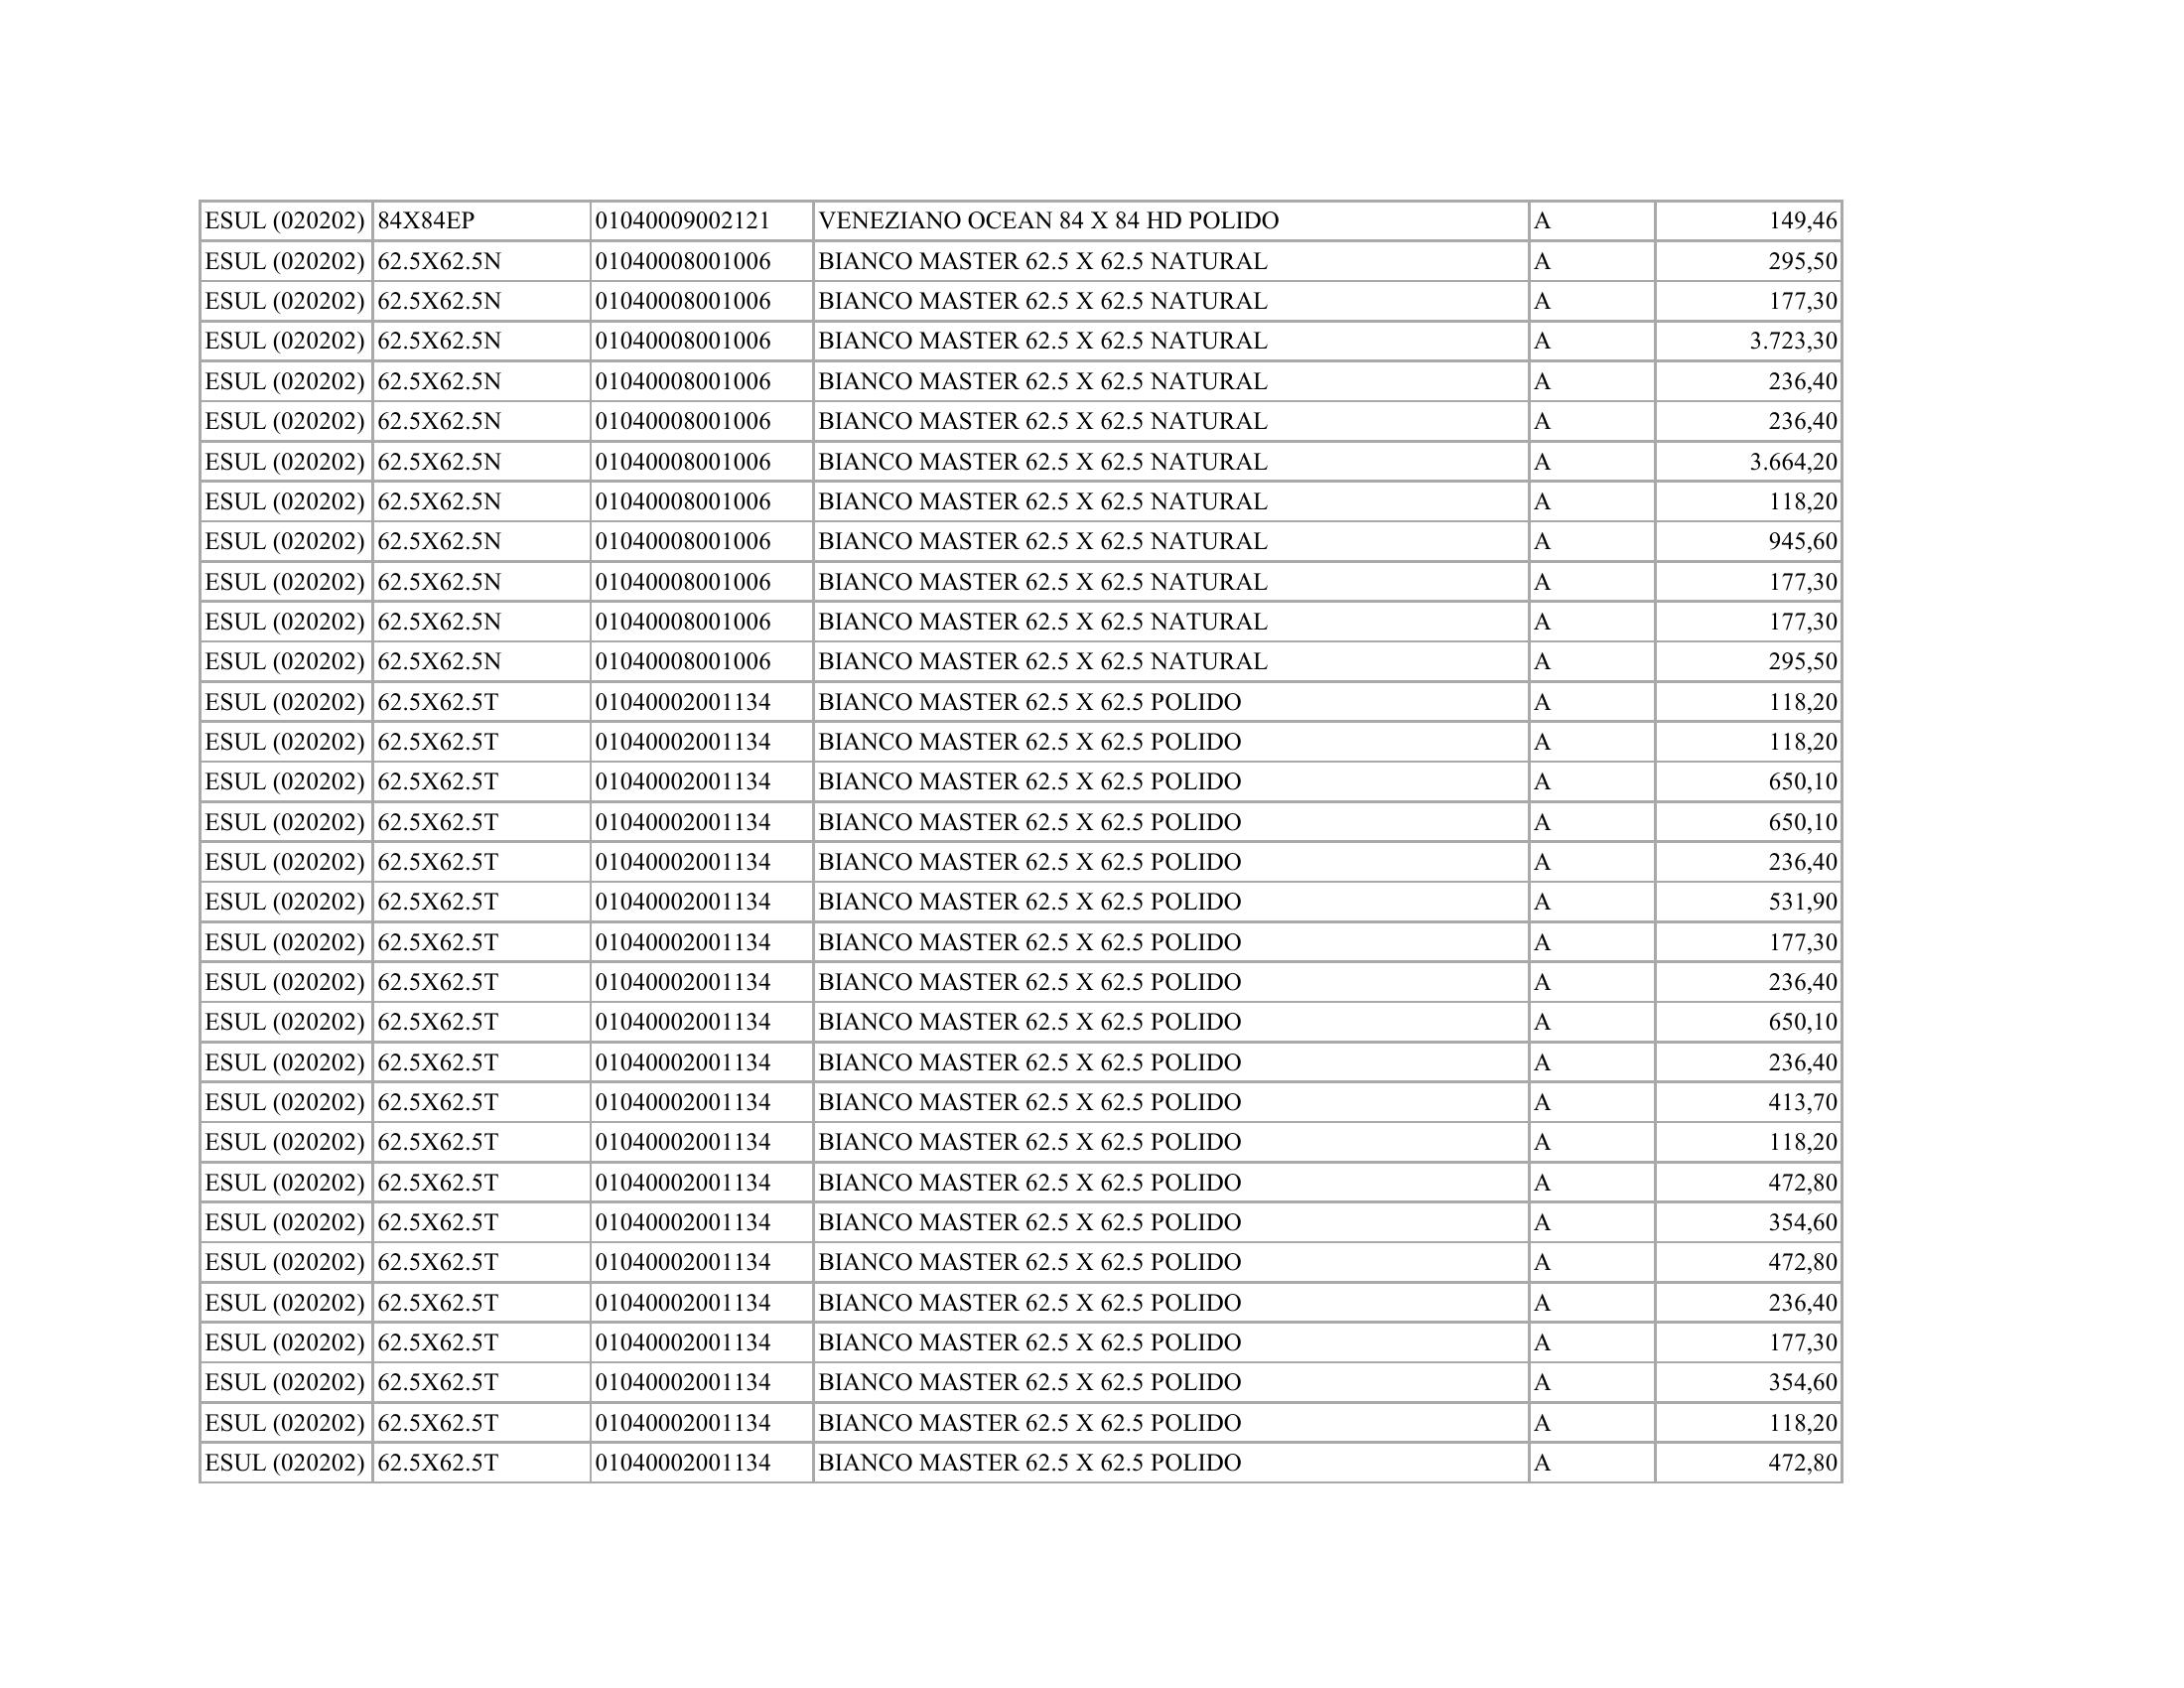 ESUL (020202) 84X84EP 01040009002121 VENEZIANO OCEAN 84 X 84 HD POLIDO A 149,46
ESUL (020202) 62.5X62.5N 01040008001006 BIANCO MASTER 62.5 X 62.5 NATURAL A 295,50
ESUL (020202) 62.5X62.5N 01040008001006 BIANCO MASTER 62.5 X 62.5 NATURAL A 177,30
ESUL (020202) 62.5X62.5N 01040008001006 BIANCO MASTER 62.5 X 62.5 NATURAL A 3.723,30
ESUL (020202) 62.5X62.5N 01040008001006 BIANCO MASTER 62.5 X 62.5 NATURAL A 236,40
ESUL (020202) 62.5X62.5N 01040008001006 BIANCO MASTER 62.5 X 62.5 NATURAL A 236,40
ESUL (020202) 62.5X62.5N 01040008001006 BIANCO MASTER 62.5 X 62.5 NATURAL A 3.664,20
ESUL (020202) 62.5X62.5N 01040008001006 BIANCO MASTER 62.5 X 62.5 NATURAL A 118,20
ESUL (020202) 62.5X62.5N 01040008001006 BIANCO MASTER 62.5 X 62.5 NATURAL A 945,60
ESUL (020202) 62.5X62.5N 01040008001006 BIANCO MASTER 62.5 X 62.5 NATURAL A 177,30
ESUL (020202) 62.5X62.5N 01040008001006 BIANCO MASTER 62.5 X 62.5 NATURAL A 177,30
ESUL (020202) 62.5X62.5N 01040008001006 BIANCO MASTER 62.5 X 62.5 NATURAL A 295,50
ESUL (020202) 62.5X62.5T 01040002001134 BIANCO MASTER 62.5 X 62.5 POLIDO A 118,20
ESUL (020202) 62.5X62.5T 01040002001134 BIANCO MASTER 62.5 X 62.5 POLIDO A 118,20
ESUL (020202) 62.5X62.5T 01040002001134 BIANCO MASTER 62.5 X 62.5 POLIDO A 650,10
ESUL (020202) 62.5X62.5T 01040002001134 BIANCO MASTER 62.5 X 62.5 POLIDO A 650,10
ESUL (020202) 62.5X62.5T 01040002001134 BIANCO MASTER 62.5 X 62.5 POLIDO A 236,40
ESUL (020202) 62.5X62.5T 01040002001134 BIANCO MASTER 62.5 X 62.5 POLIDO A 531,90
ESUL (020202) 62.5X62.5T 01040002001134 BIANCO MASTER 62.5 X 62.5 POLIDO A 177,30
ESUL (020202) 62.5X62.5T 01040002001134 BIANCO MASTER 62.5 X 62.5 POLIDO A 236,40
ESUL (020202) 62.5X62.5T 01040002001134 BIANCO MASTER 62.5 X 62.5 POLIDO A 650,10
ESUL (020202) 62.5X62.5T 01040002001134 BIANCO MASTER 62.5 X 62.5 POLIDO A 236,40
ESUL (020202) 62.5X62.5T 01040002001134 BIANCO MASTER 62.5 X 62.5 POLIDO A 413,70
ESUL (020202) 62.5X62.5T 01040002001134 BIANCO MASTER 62.5 X 62.5 POLIDO A 118,20
ESUL (020202) 62.5X62.5T 01040002001134 BIANCO MASTER 62.5 X 62.5 POLIDO A 472,80
ESUL (020202) 62.5X62.5T 01040002001134 BIANCO MASTER 62.5 X 62.5 POLIDO A 354,60
ESUL (020202) 62.5X62.5T 01040002001134 BIANCO MASTER 62.5 X 62.5 POLIDO A 472,80
ESUL (020202) 62.5X62.5T 01040002001134 BIANCO MASTER 62.5 X 62.5 POLIDO A 236,40
ESUL (020202) 62.5X62.5T 01040002001134 BIANCO MASTER 62.5 X 62.5 POLIDO A 177,30
ESUL (020202) 62.5X62.5T 01040002001134 BIANCO MASTER 62.5 X 62.5 POLIDO A 354,60
ESUL (020202) 62.5X62.5T 01040002001134 BIANCO MASTER 62.5 X 62.5 POLIDO A 118,20
ESUL (020202) 62.5X62.5T 01040002001134 BIANCO MASTER 62.5 X 62.5 POLIDO A 472,80